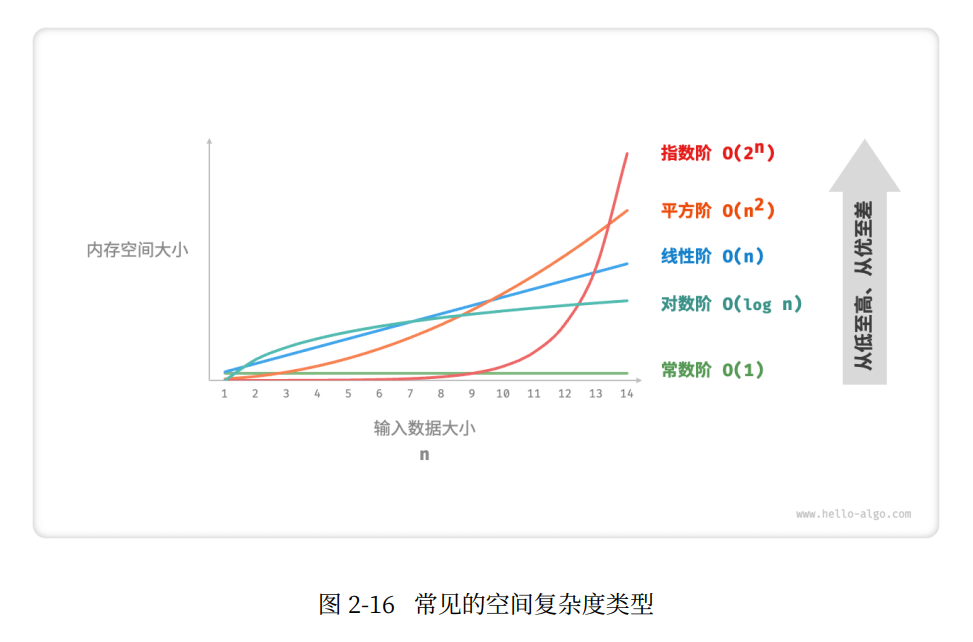 指数阶 O(2ⁿ)
平方阶 O(n²)
内存空间大小
线性阶 O(n)
对数阶 O(log n)
常数阶 O(1)
从低至高、从优至差
1 2 3 4 5 6 7 8 9 10 11 12 13 14
输入数据大小
n
www.hello-algo.com
图 2-16 常见的空间复杂度类型